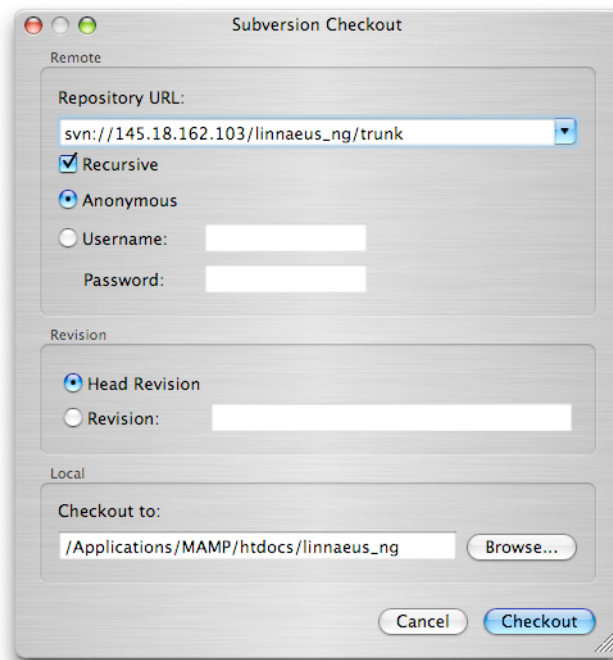 Subversion Checkout
Remote
Repository URL:
svn://145.18.162.103/linnaeus_ng/trunk
Recursive
Anonymous
Username:
Password:
Revision
Head Revision
Revision:
Local
Checkout to:
/Applications/MAMP/htdocs/linnaeus_ng
Browse...
Cancel
Checkout